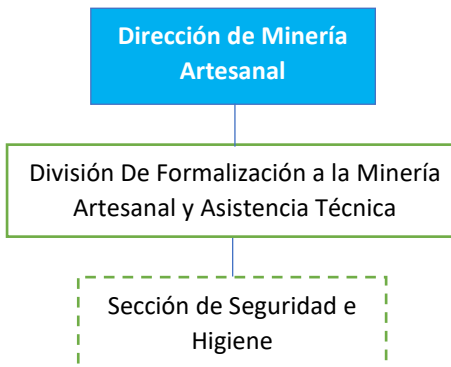 Dirección de Minería
Artesanal
División De Formalización a la Minería
Artesanal y Asistencia Técnica
Sección de Seguridad e
Higiene